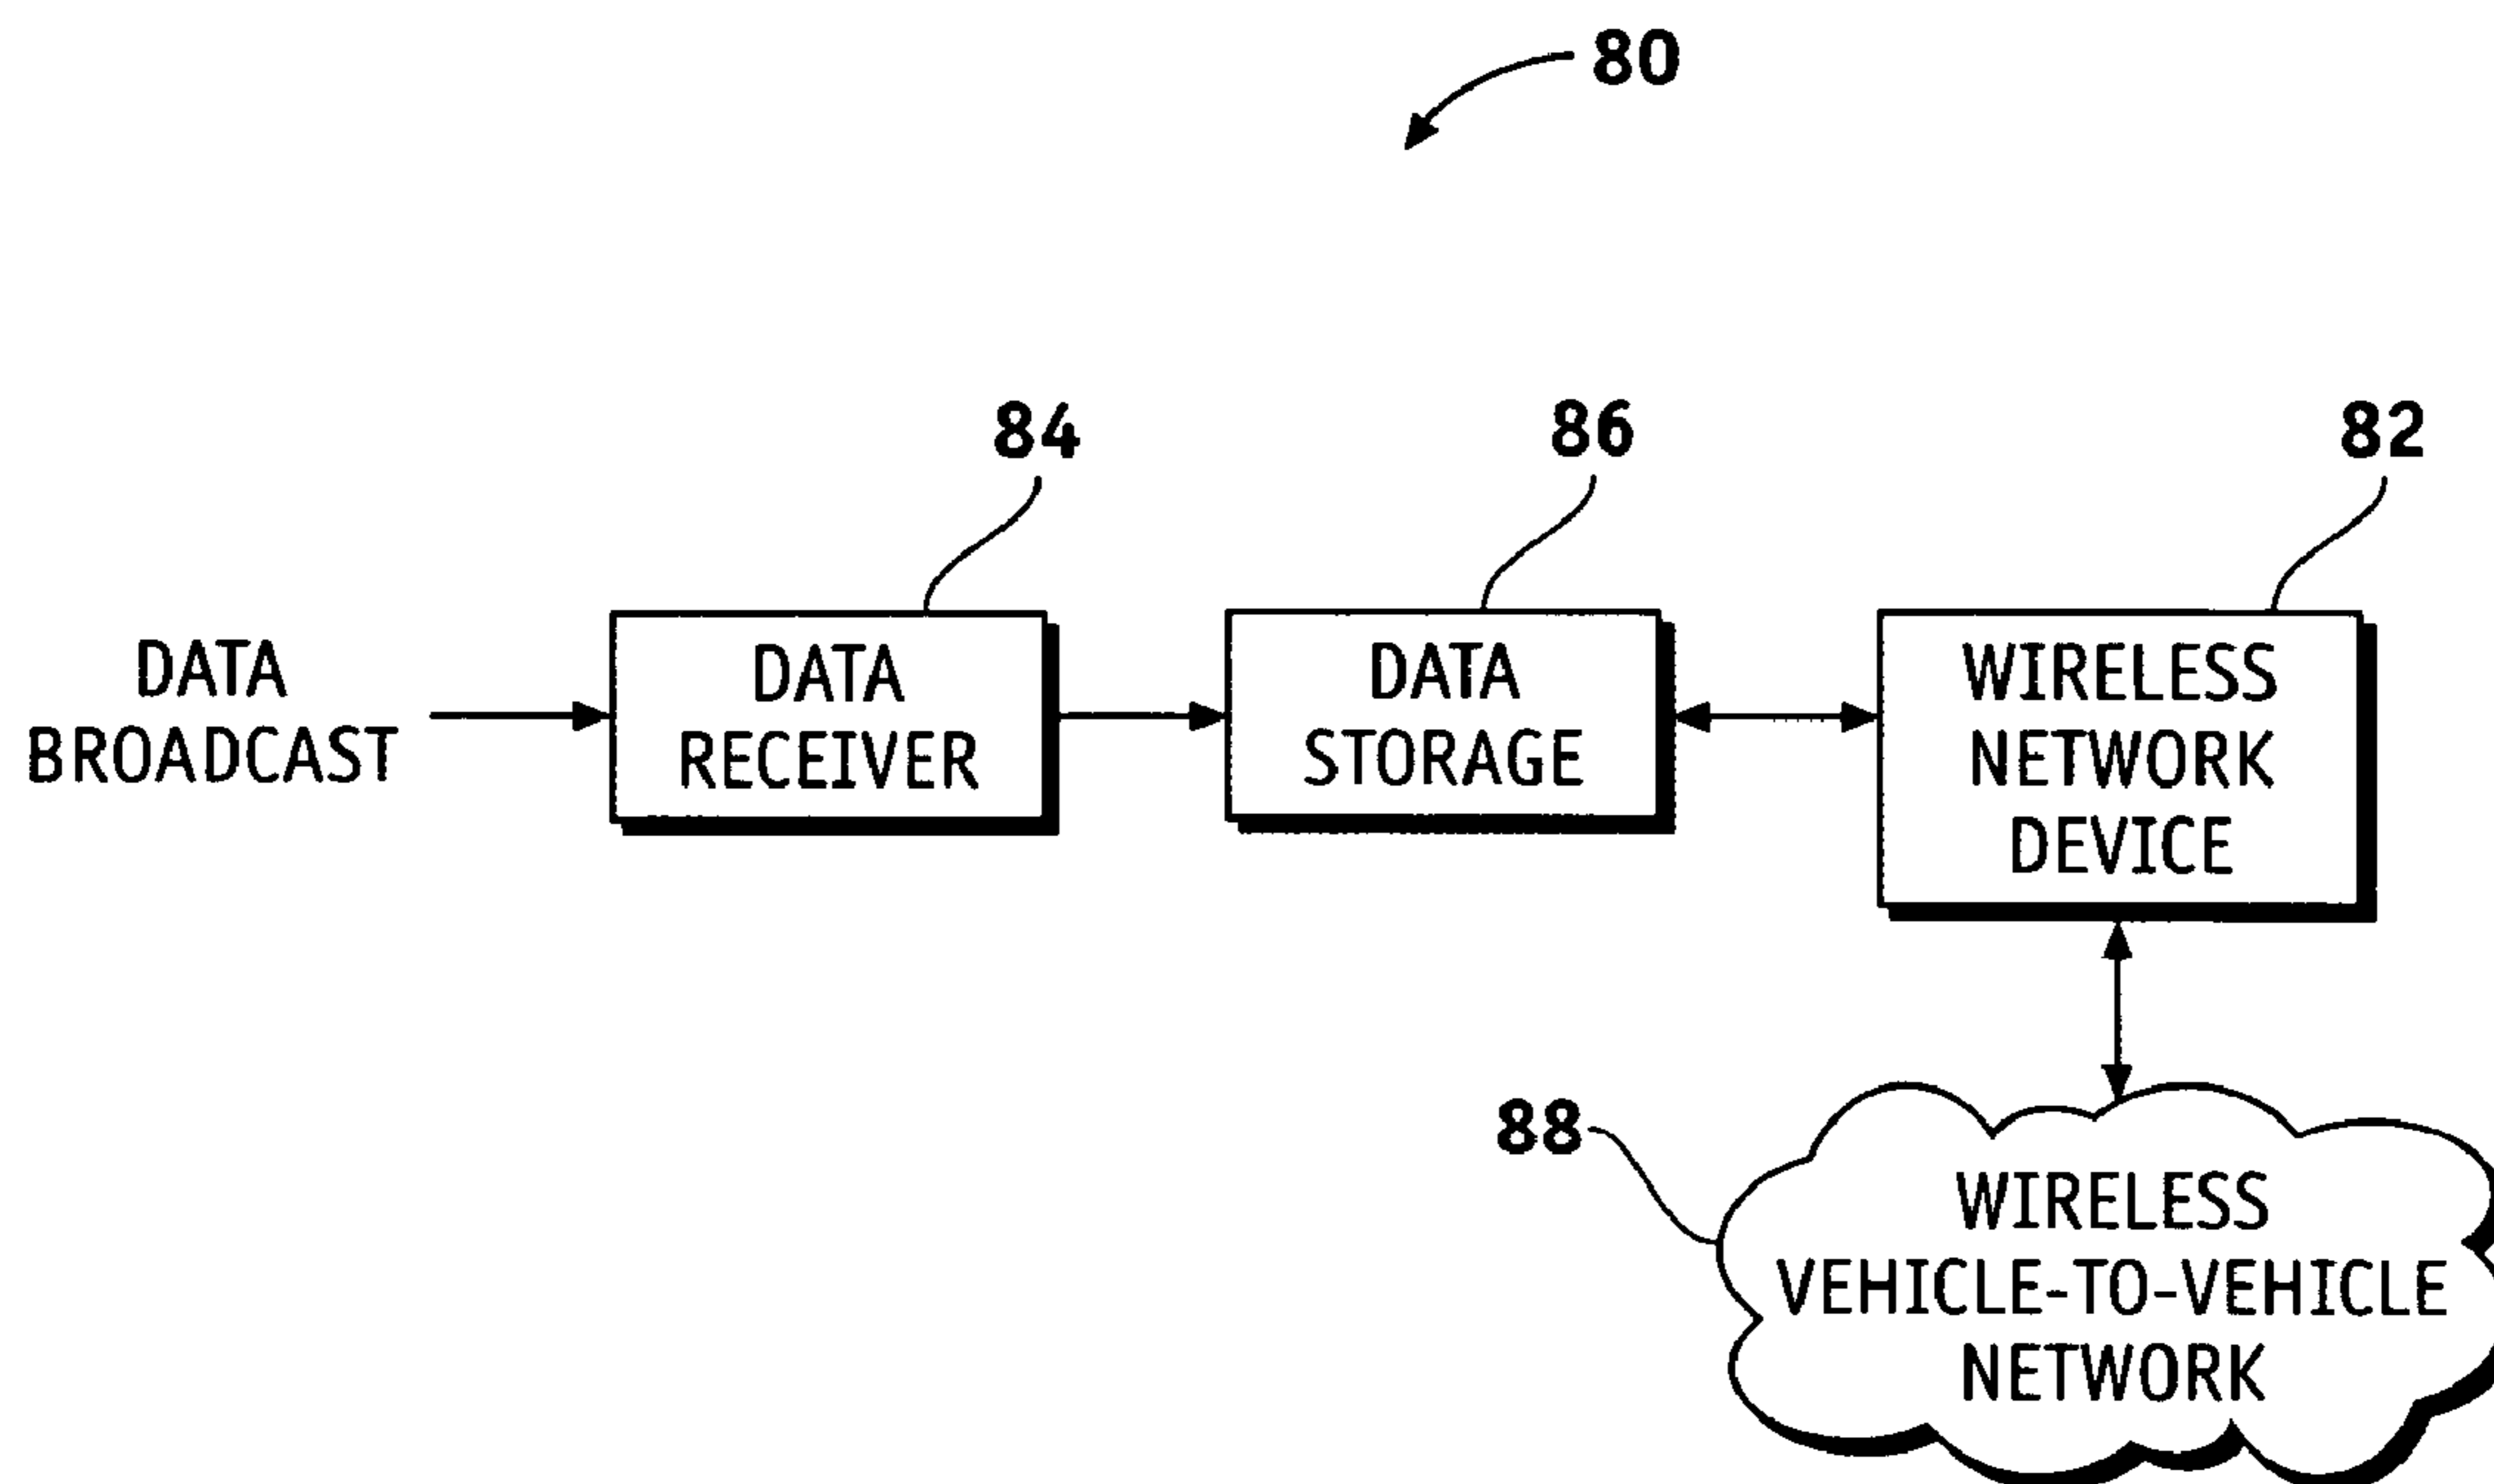 80
84
86
82
DATA
BROADCAST
DATA
RECEIVER
DATA
STORAGE
WIRELESS
NETWORK
DEVICE
88
WIRELESS
VEHICLE-TO-VEHICLE
NETWORK